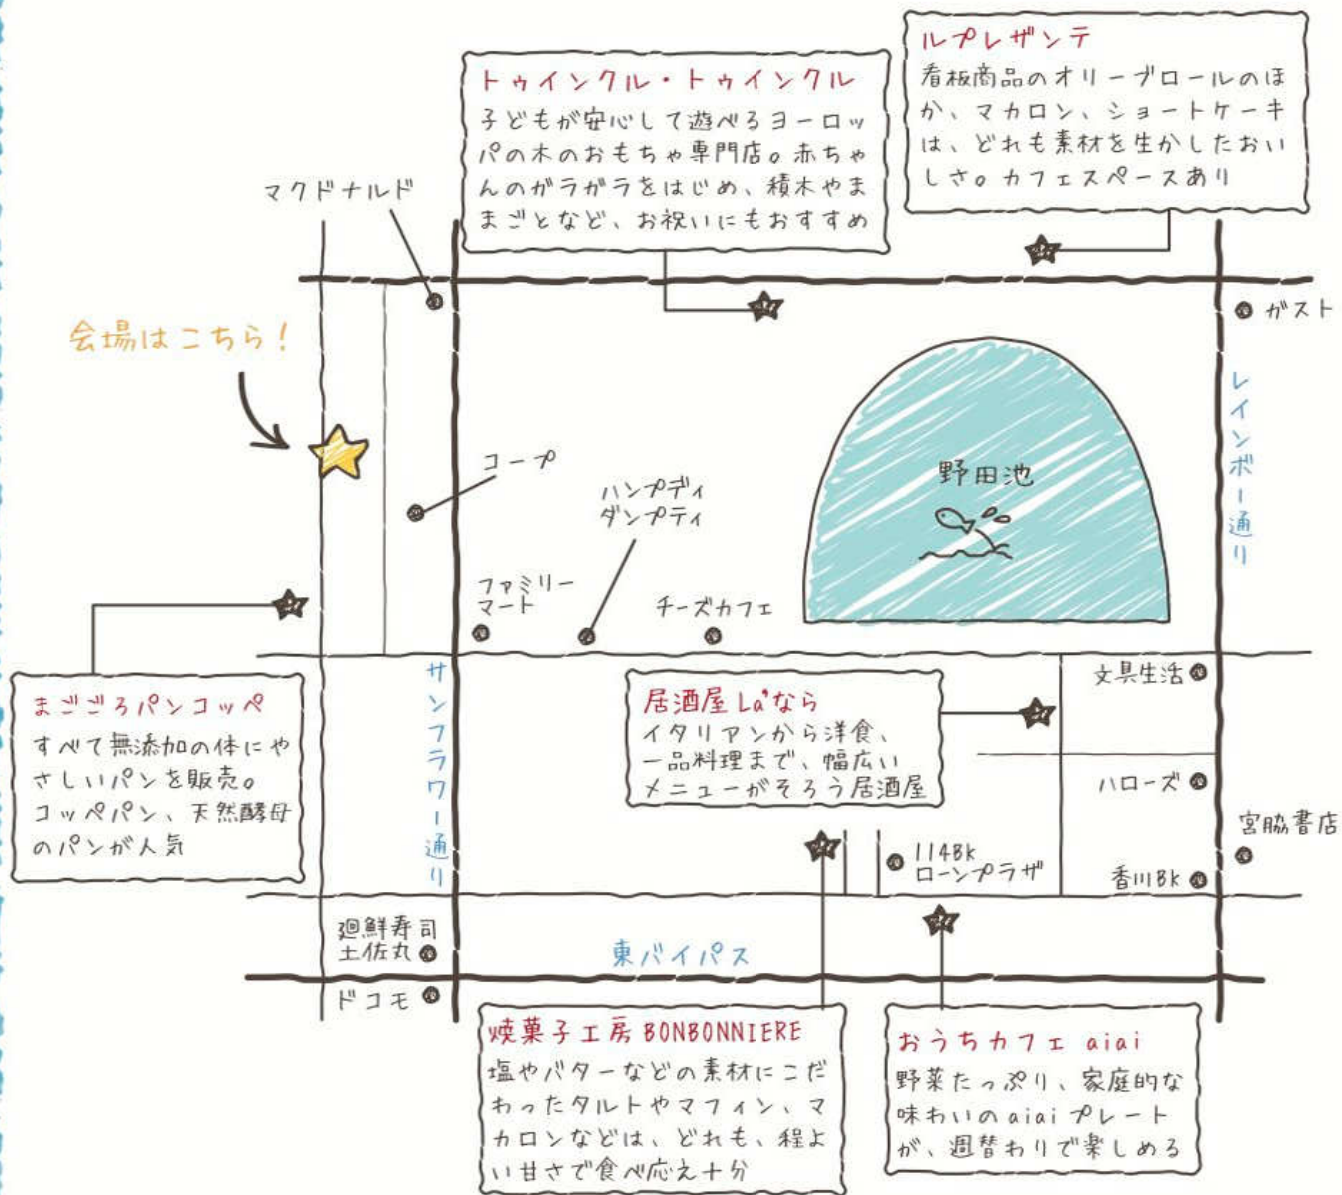 ルプレザンテ
看板商品のオリーブロールのほ
か、マカロン、ショートケーキ
は、どれも素材を生かしたおい
しさ。カフェスペースあり
トゥインクル・トゥインクル
子どもが安心して遊べるヨーロッ
パの木のおもちゃ専門店。赤ちゃ
んのガラガラをはじめ、積木やま
まごとなど、お祝いにもおすすめ
マクドナルド
ガスト
会場はこちら!
レインボー通り
コープ
ハンプティ
ダンプティ
野田池
ファミリー
マート
チーズカフェ
サンフラワー通り
まごころパンコッペ
すべて無添加の体にや
さしいパンを販売。
コッペパン、天然酵母
のパンが人気
居酒屋 La'なら
イタリアンから洋食、
一品料理まで、幅広い
メニューがそろう居酒屋
文具生活
ハローズ
宮脇書店
114Bk
ローンプラザ
香川Bk
廻鮮寿司
土佐丸
東バイパス
ドコモ
焼菓子工房 BONBONNIERE
塩やバターなどの素材にこだ
わったタルトやマフィン、マ
カロンなどは、どれも、程よ
い甘さで食べ応え十分
おうちカフェ aiai
野菜たっぷり、家庭的な
味わいのaiaiプレート
が、週替わりで楽しめる